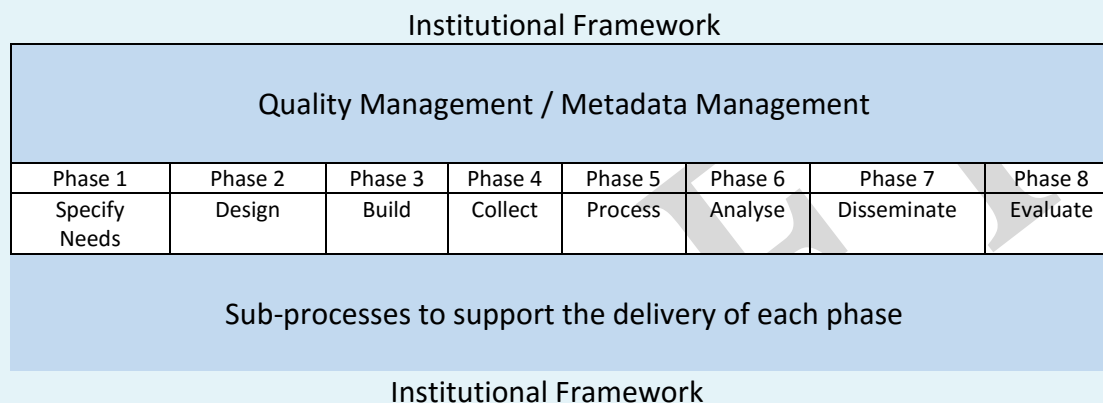 Institutional Framework
Quality Management / Metadata Management
Phase 1 Phase 2 Phase 3 Phase 4 Phase 5 Phase 6 Phase 7 Phase 8
Specify Design Build Collect Process Analyse Disseminate Evaluate
Needs
Sub-processes to support the delivery of each phase
Institutional Framework